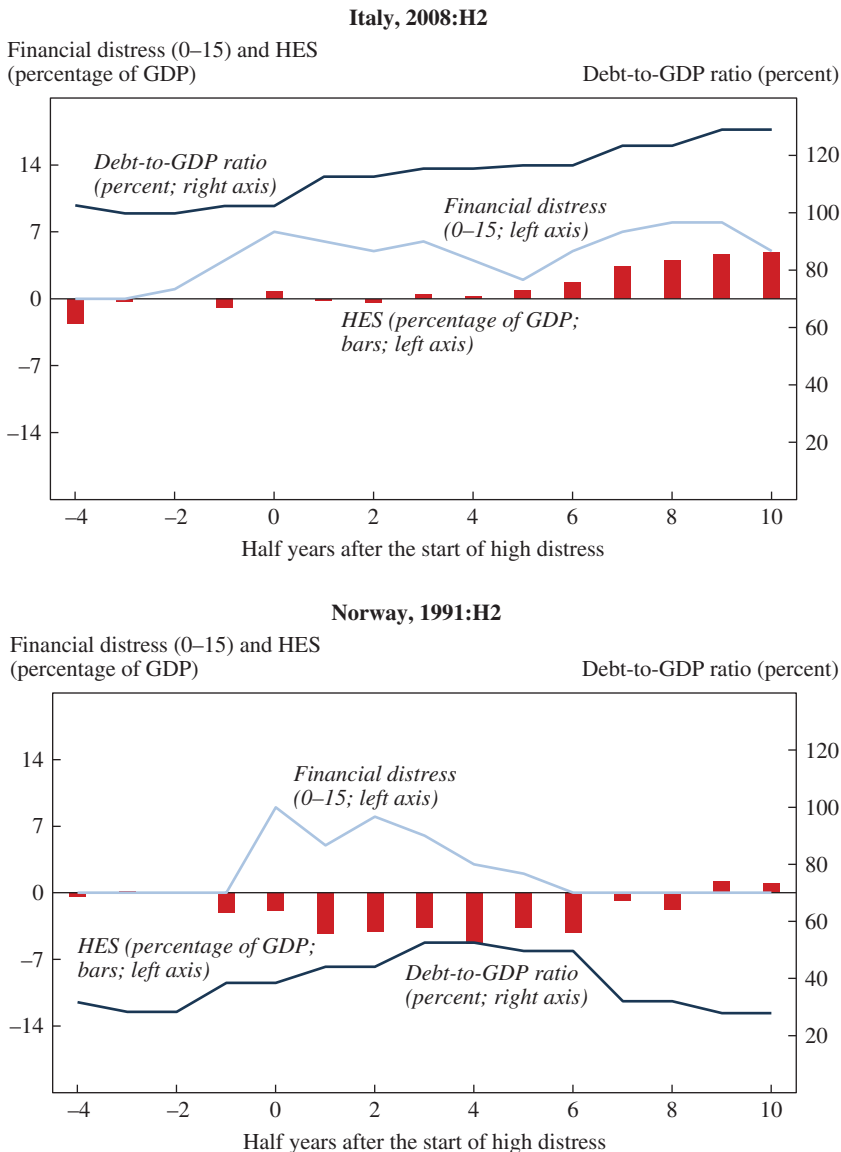 Italy, 2008:H2
Financial distress (0–15) and HES
(percentage of GDP)
Debt-to-GDP ratio (percent)
Debt-to-GDP ratio
(percent; right axis)
Financial distress
(0–15; left axis)
HES (percentage of GDP;
bars; left axis)
14
7
0
–7
–14
120
100
80
60
40
20
–4 –2 0 2 4 6 8 10
Half years after the start of high distress
Norway, 1991:H2
Financial distress (0–15) and HES
(percentage of GDP)
Debt-to-GDP ratio (percent)
Financial distress
(0–15; left axis)
HES (percentage of GDP;
bars; left axis)
Debt-to-GDP ratio
(percent; right axis)
14
7
0
–7
–14
120
100
80
60
40
20
–4 –2 0 2 4 6 8 10
Half years after the start of high distress